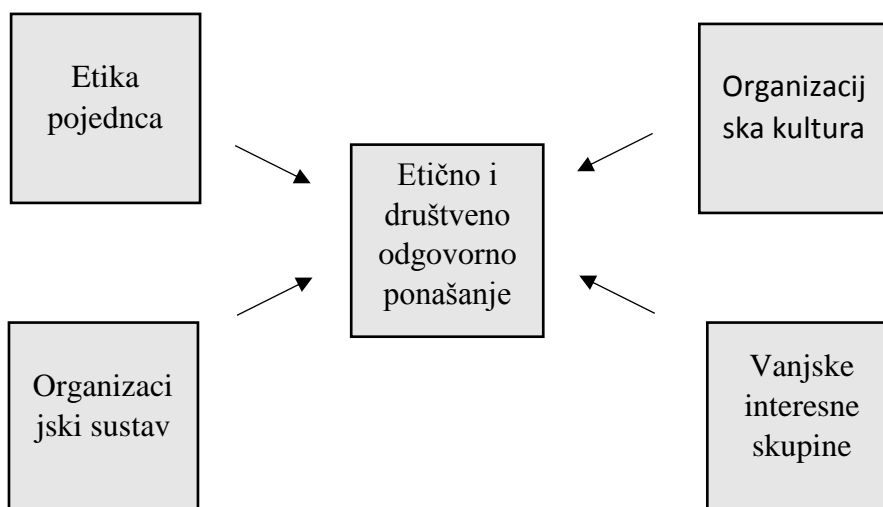 Etika
pojednca
Organizacij
ska kultura
Etično i
društveno
odgovorno
ponašanje
Organizaci
jski sustav
Vanjske
interesne
skupine